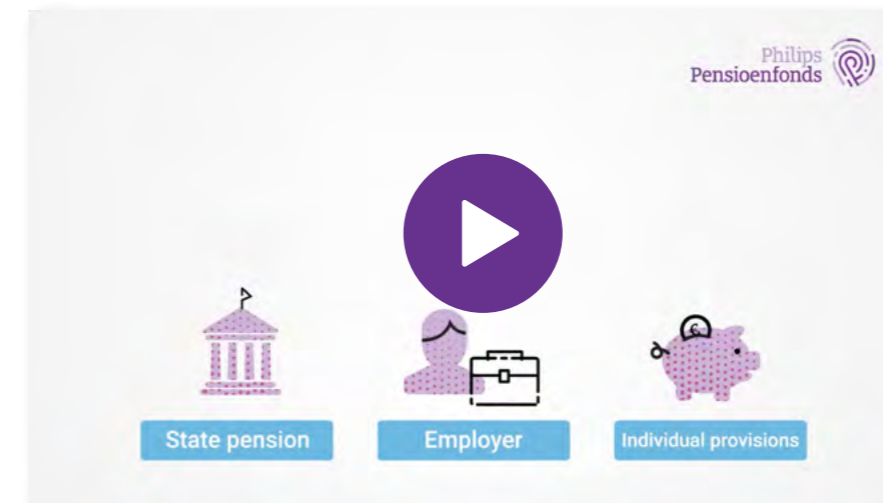 Philips
Pensioenfonds
€
State pension
Employer
Individual provisions